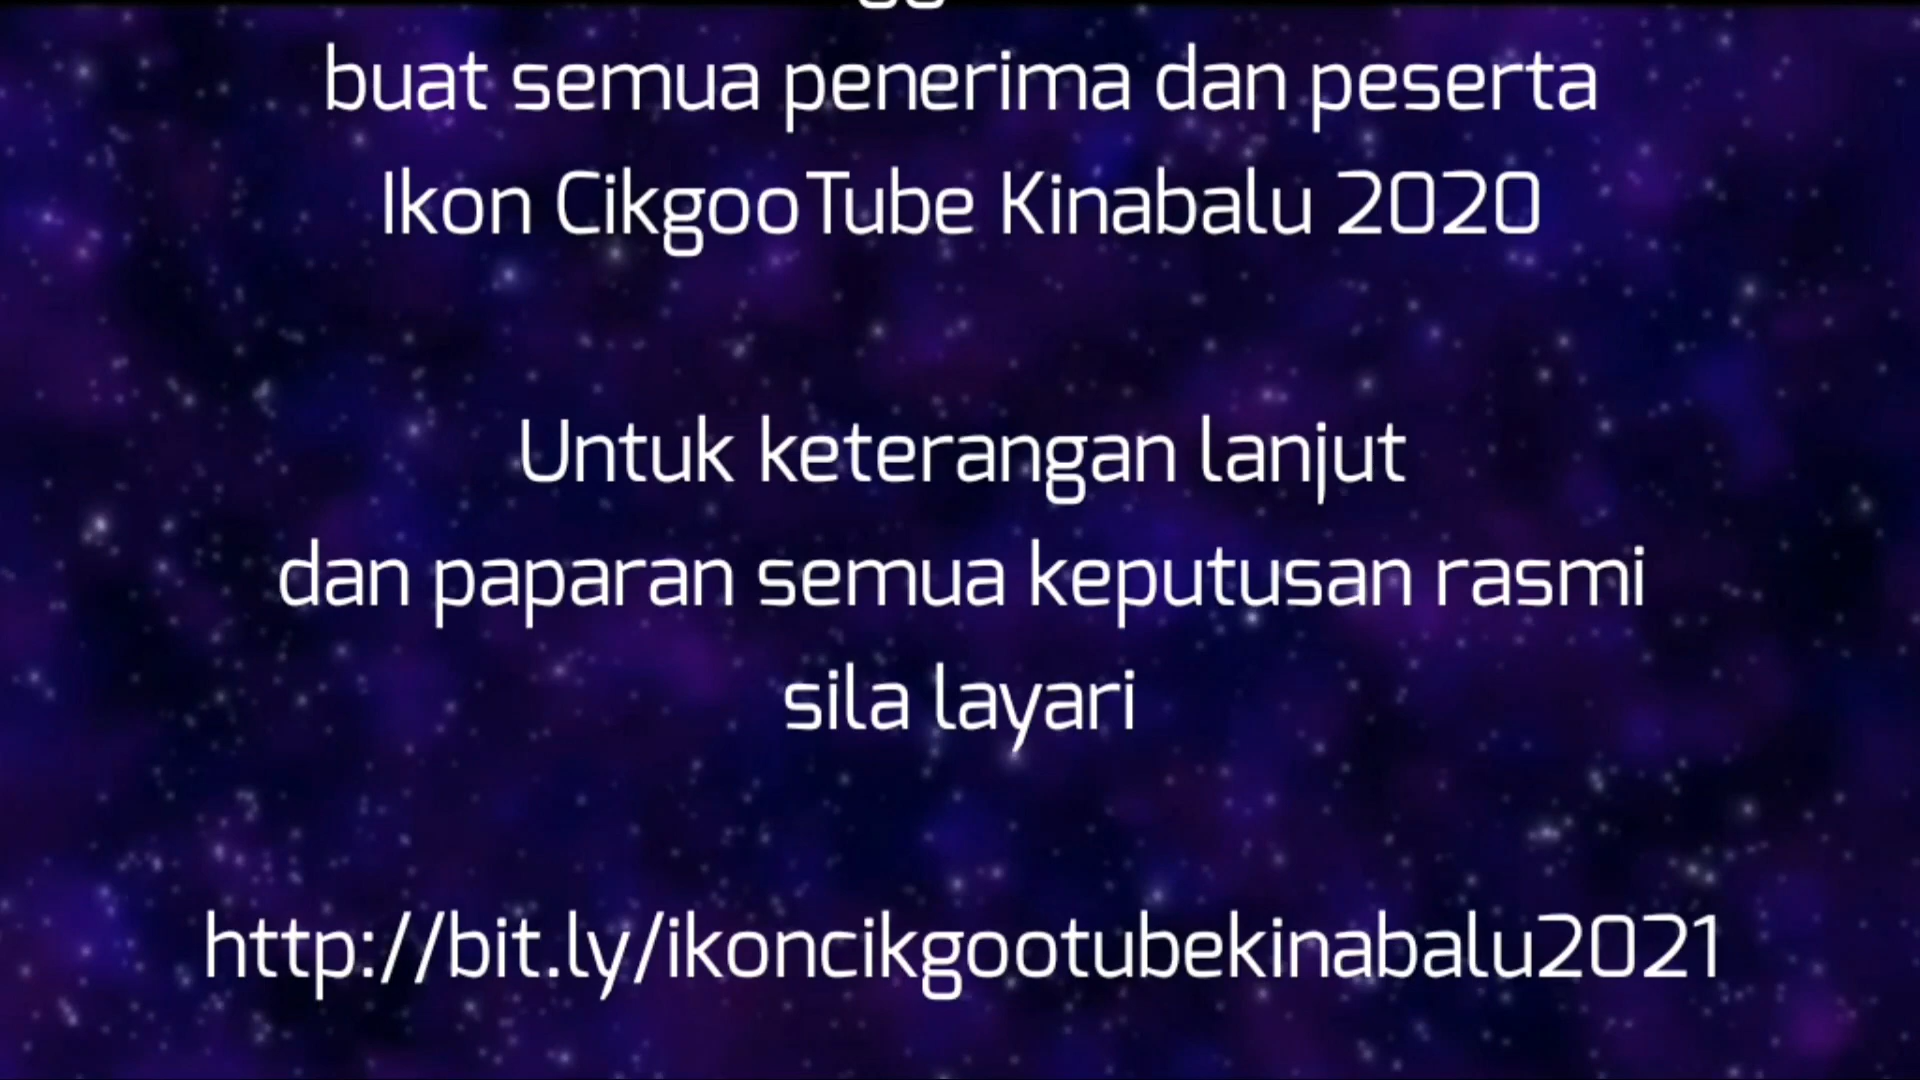 buat semua penerima dan peserta
Ikon CikgooTube Kinabalu 2020
Untuk keterangan lanjut
dan paparan semua keputusan rasmi
sila layari
http://bit.ly/ikoncikgootubekinabalu2021